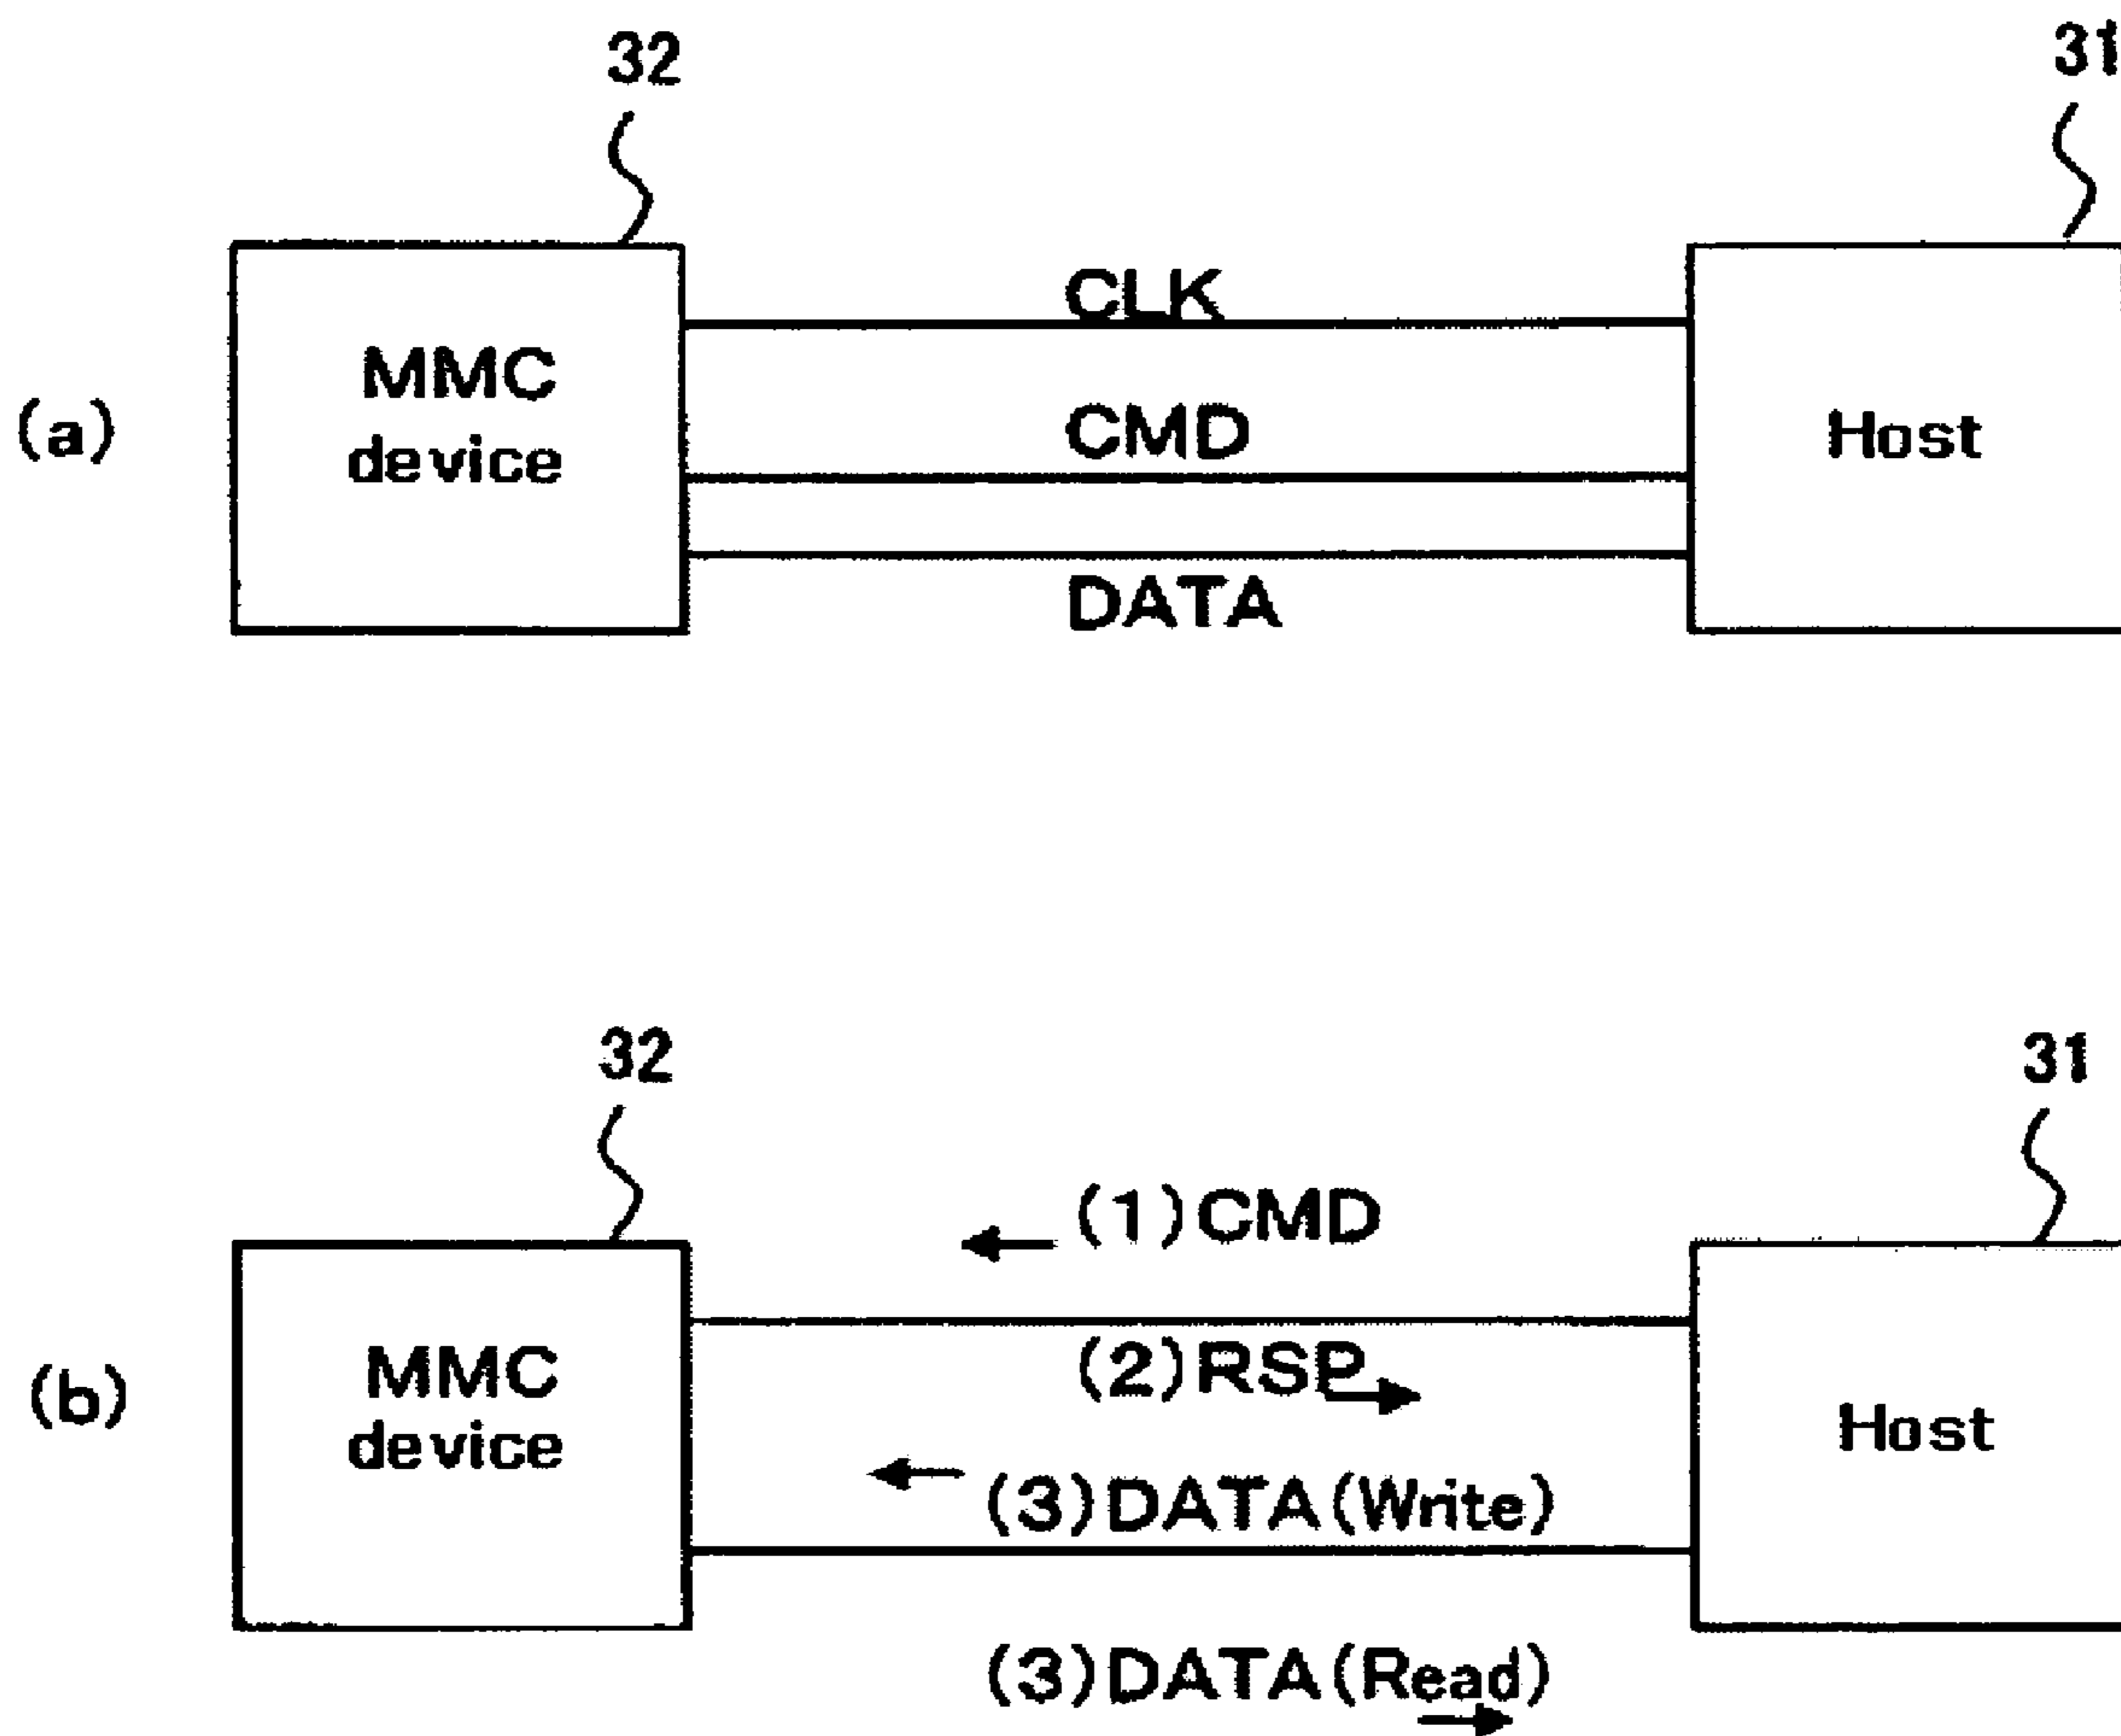 32
31
CLK
MMC
device
CMD
Host
(a)
DATA
32
31
(1)CMD
MMC
device
(2)RSP
Host
(b)
(3)DATA(Write)
(3)DATA(Read)